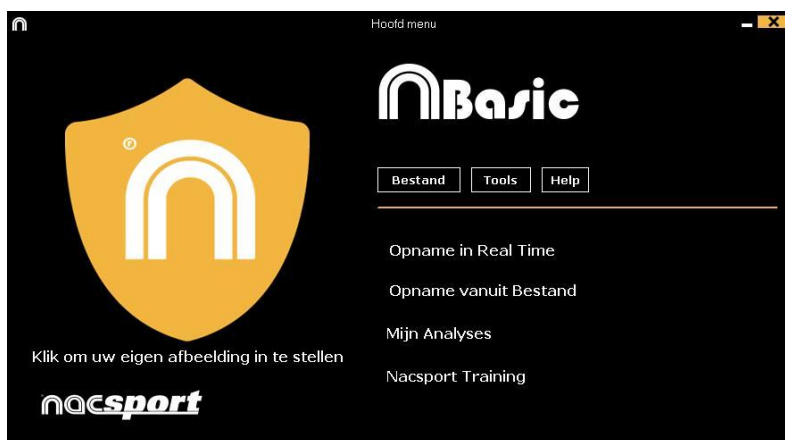 Hoofd menu
Basic
Bestand Tools Help
Opname in Real Time
Opname vanuit Bestand
Mijn Analyses
Nacsport Training
Klik om uw eigen afbeelding in te stellen
nacsport